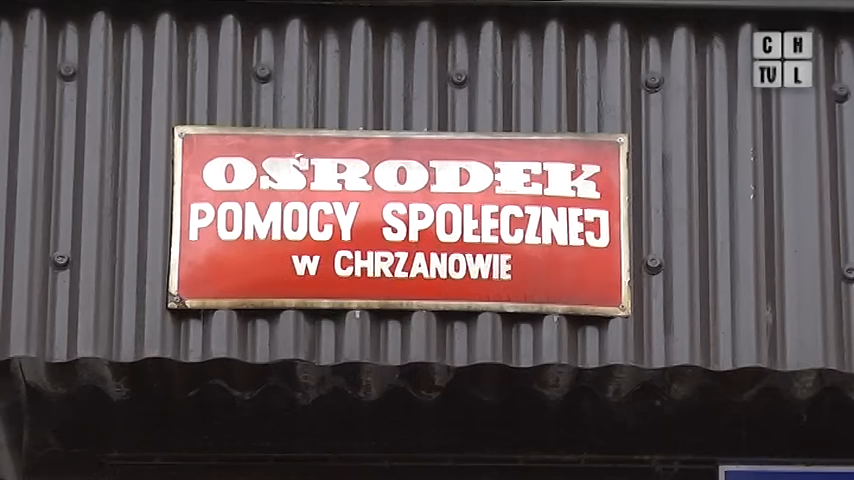 CH
TVL
OŚRODEK
POMOCY SPOŁECZNEJ
w CHRZANOWIE